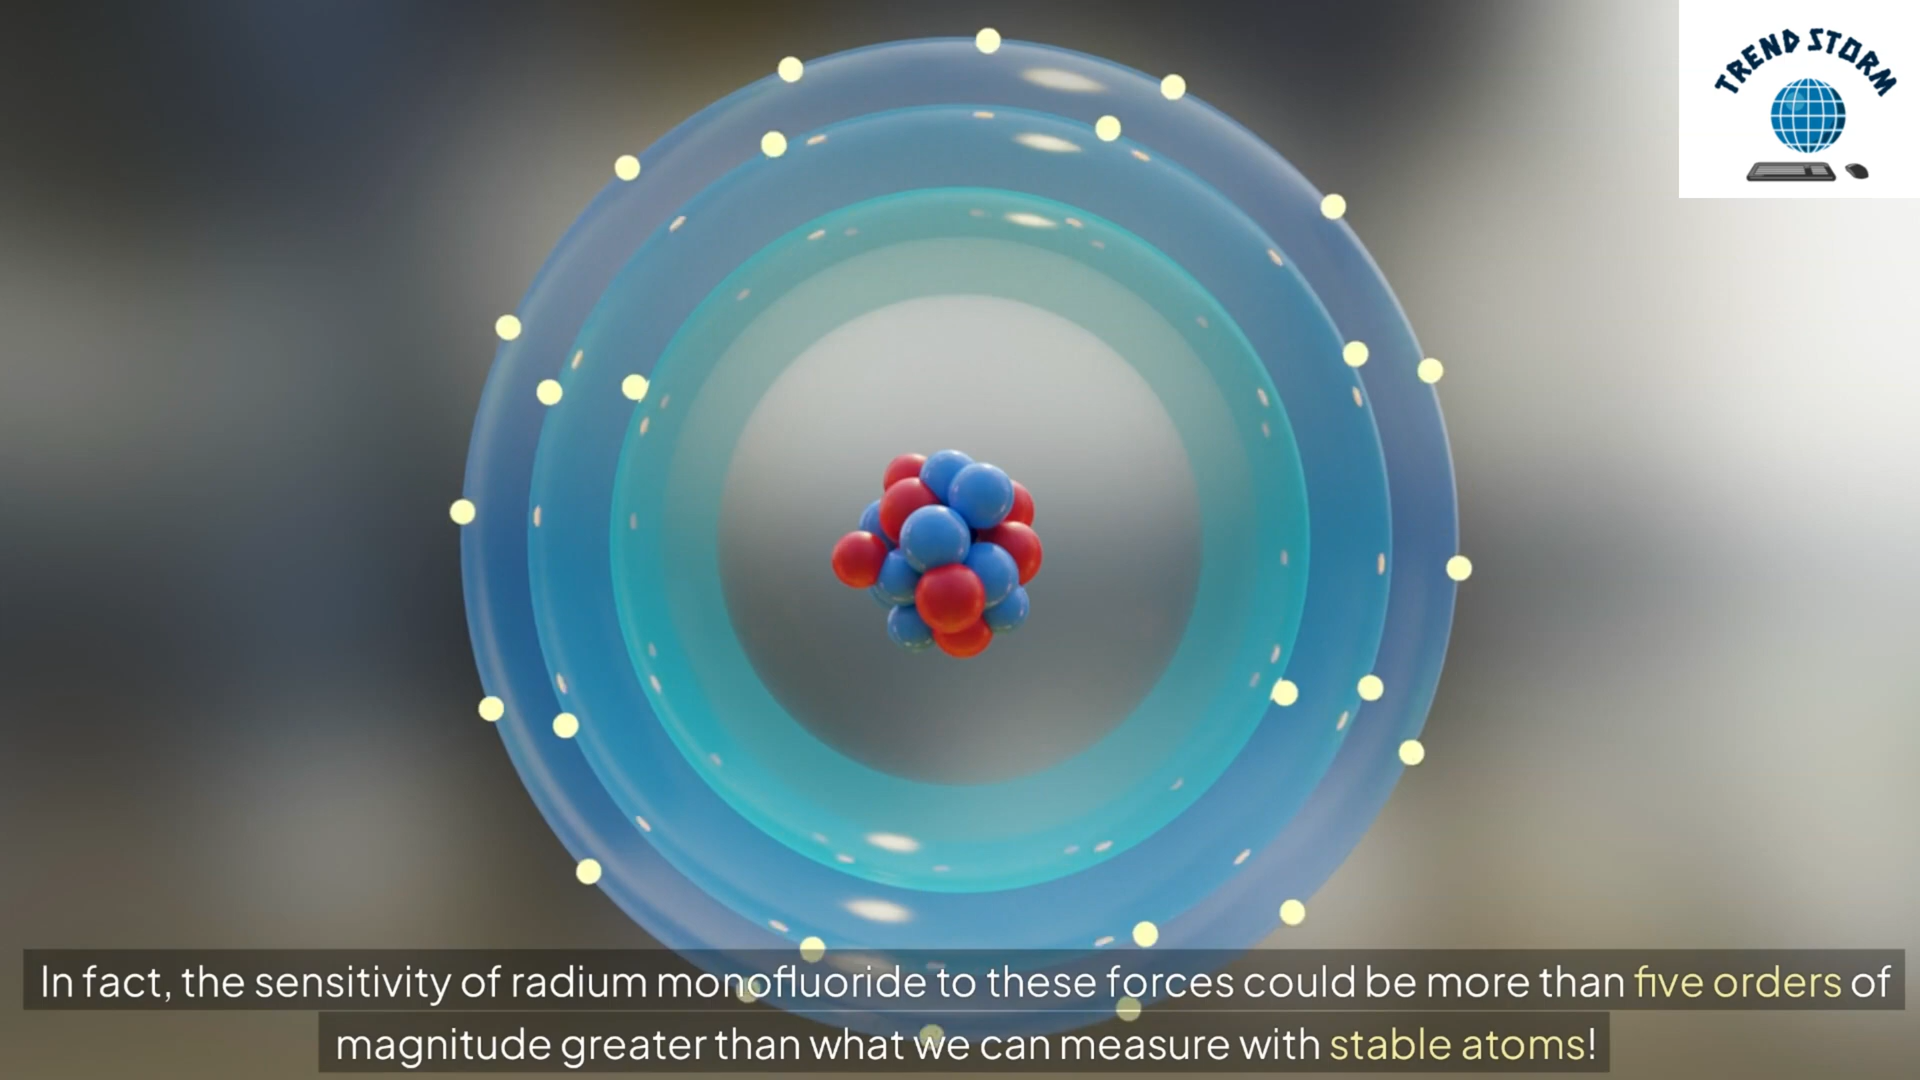 TREND STORM
In fact, the sensitivity of radium monofluoride to these forces could be more than five orders of
magnitude greater than what we can measure with stable atoms!